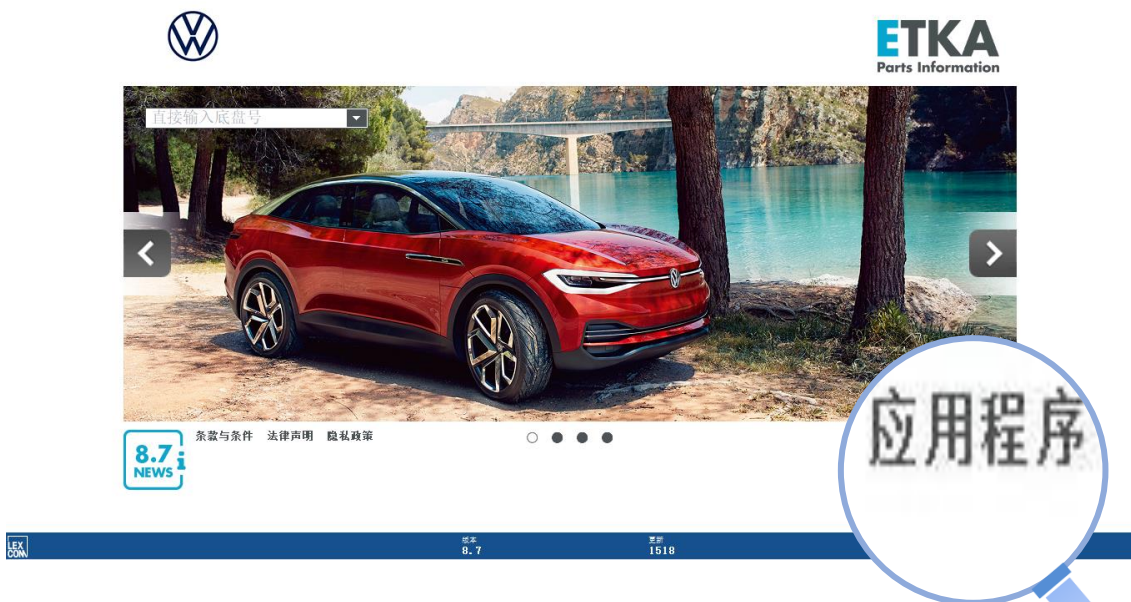 ETKA
Parts Information
直接输入底盘号
条款与条件 法律声明 隐私政策
8.7
NEWS
i
应用程序
LEX
COM
版本
8.7
更新
1518